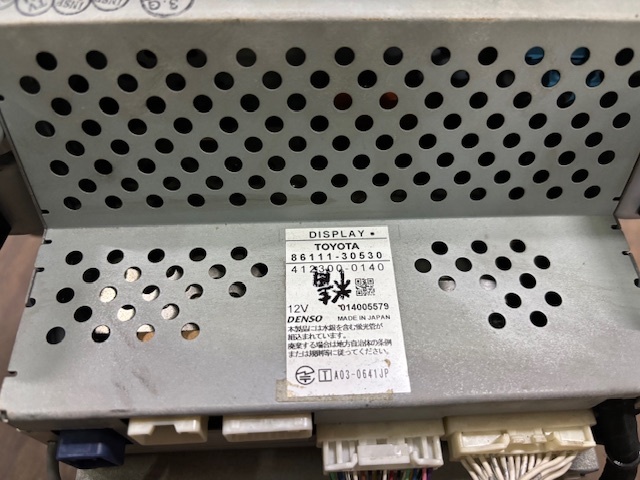 DISPLAY •
TOYOTA
86111-30530
412300-0140
12V
014005579
DENSO
MADE IN JAPAN
本製品には水銀を含む蛍光管が
組込まれています。
廃棄する場合は地方自治体の条例
または規則等に従ってください。
T A03-0641JP